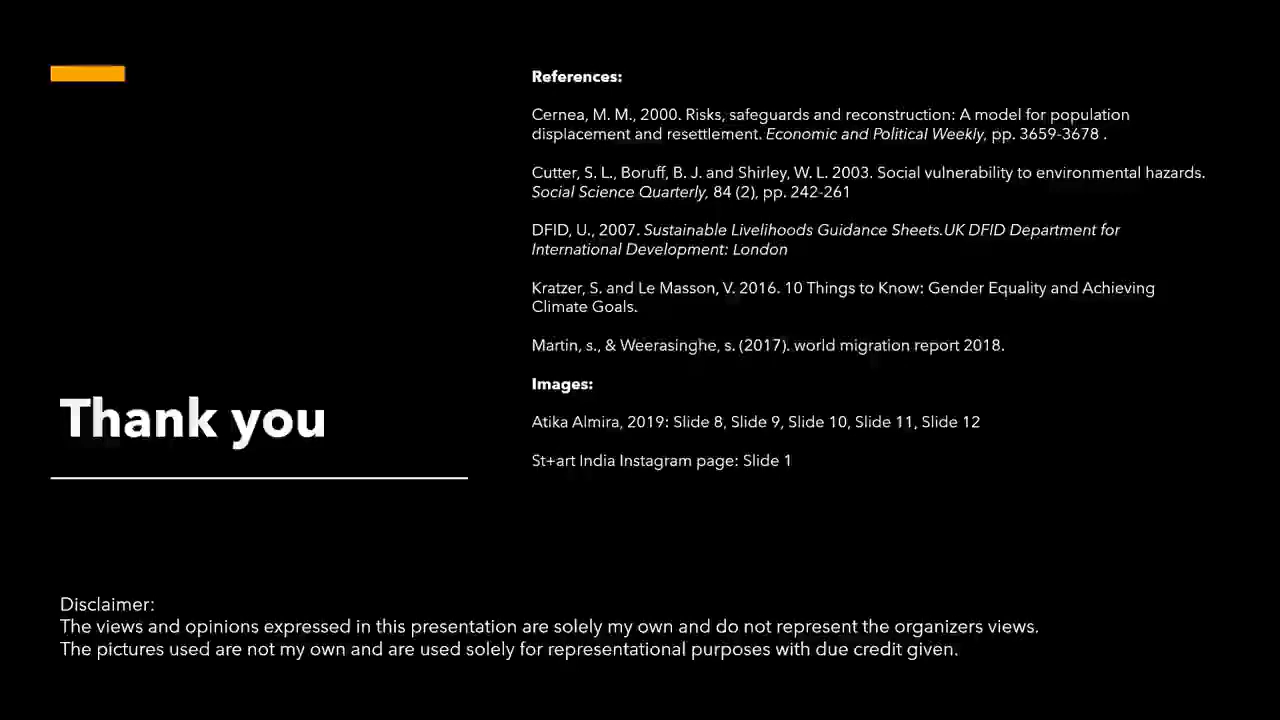 References:
Cernea, M. M., 2000. Risks, safeguards and reconstruction: A model for population
displacement and resettlement. Economic and Political Weekly, pp. 3659-3678 .
Cutter, S. L., Boruff, B. J. and Shirley, W. L. 2003. Social vulnerability to environmental hazards.
Social Science Quarterly, 84 (2), pp. 242-261
DFID, U., 2007. Sustainable Livelihoods Guidance Sheets.UK DFID Department for
International Development: London
Kratzer, S. and Le Masson, V. 2016. 10 Things to Know: Gender Equality and Achieving
Climate Goals.
Martin, s., & Weerasinghe, s. (2017). world migration report 2018.
Images:
Atika Almira, 2019: Slide 8, Slide 9, Slide 10, Slide 11, Slide 12
St+art India Instagram page: Slide 1
Thank you
Disclaimer:
The views and opinions expressed in this presentation are solely my own and do not represent the organizers views.
The pictures used are not my own and are used solely for representational purposes with due credit given.